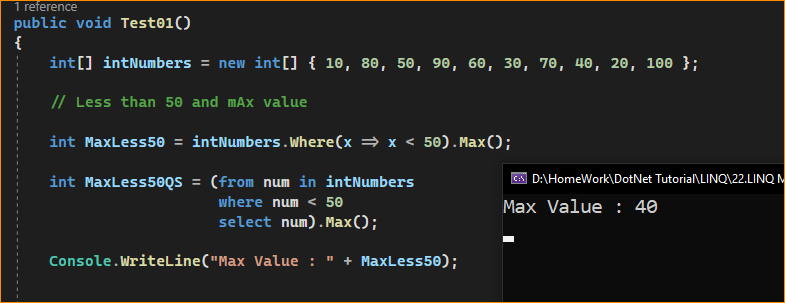 1 reference
public void Test01()
{
int[] intNumbers = new int[] { 10, 80, 50, 90, 60, 30, 70, 40, 20, 100 };
// Less than 50 and mAx value
int MaxLess50 = intNumbers.Where(x => x < 50).Max();
int MaxLess50QS = (from num in intNumbers
where num < 50
select num).Max();
Console.WriteLine("Max Value : " + MaxLess50);
D:\HomeWork\DotNet Tutorial\LINQ\22.LINQ M
Max Value : 40